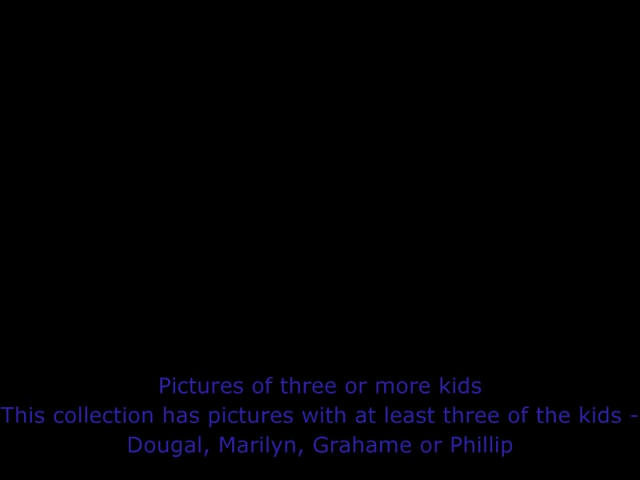 Pictures of three or more kids
This collection has pictures with at least three of the kids -
Dougal, Marilyn, Grahame or Phillip